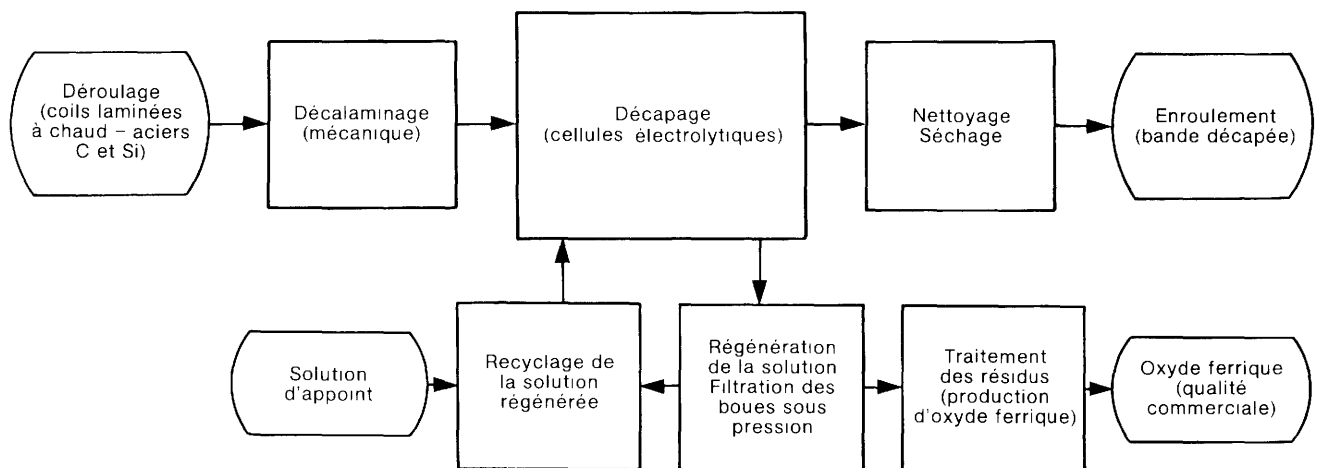 Déroulage
(coils laminées
à chaud – aciers
C et Si)
Décalaminage
(mécanique)
Décapage
(cellules électrolytiques)
Nettoyage
Séchage
Enroulement
(bande décapée)
Solution
d'appoint
Recyclage de
la solution
régénérée
Régénération
de la solution
Filtration des
boues sous
pression
Traitement
des résidus
(production
d'oxyde ferrique)
Oxyde ferrique
(qualité
commerciale)